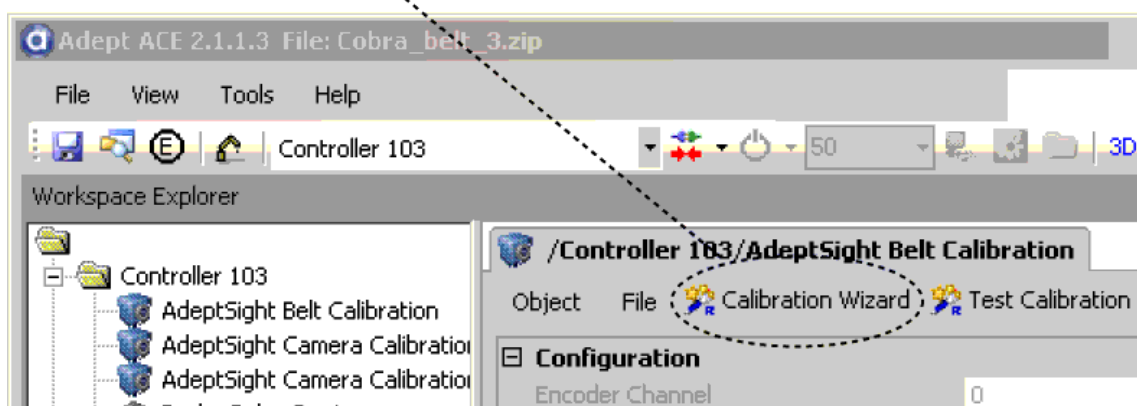 Adept ACE 2.1.1.3 File: Cobra_belt_3.zip
File View Tools Help
Controller 103 50 3D
Workspace Explorer
/Controller 103/AdeptSight Belt Calibration
Controller 103
Object File Calibration Wizard Test Calibration
AdeptSight Belt Calibration
AdeptSight Camera Calibratio
Configuration
AdeptSight Camera Calibratio
Encoder Channel 0